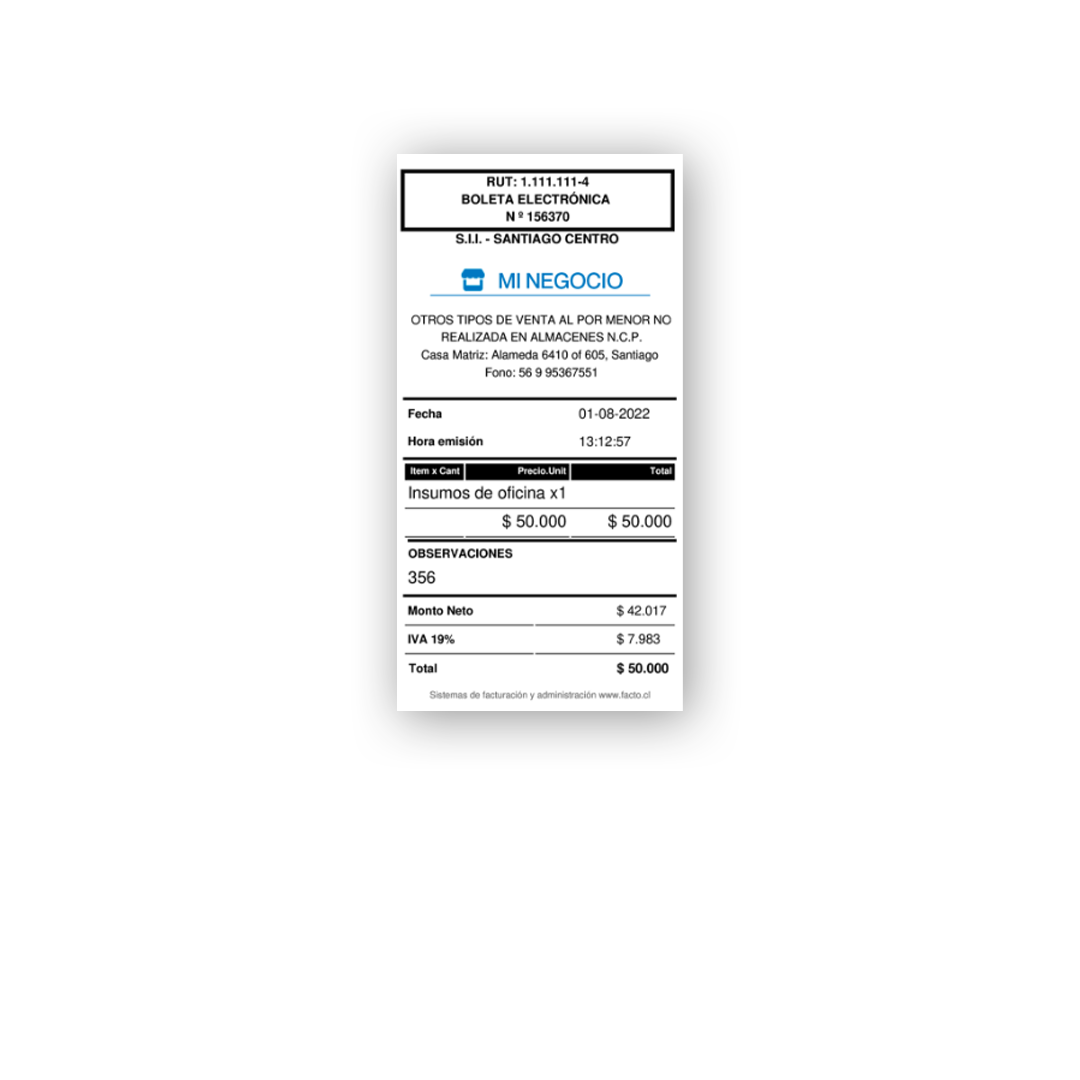 RUT: 1.111.111-4
BOLETA ELECTRÓNICA
N º 156370
S.I.I. - SANTIAGO CENTRO
MI NEGOCIO
OTROS TIPOS DE VENTA AL POR MENOR NO
REALIZADA EN ALMACENES N.C.P.
Casa Matriz: Alameda 6410 of 605, Santiago
Fono: 56 9 95367551
Fecha 01-08-2022
Hora emisión 13:12:57
Item x Cant Precio.Unit Total
Insumos de oficina x1
$ 50.000 $ 50.000
OBSERVACIONES
356
Monto Neto $ 42.017
IVA 19% $ 7.983
Total $ 50.000
Sistemas de facturación y administración www.facto.cl